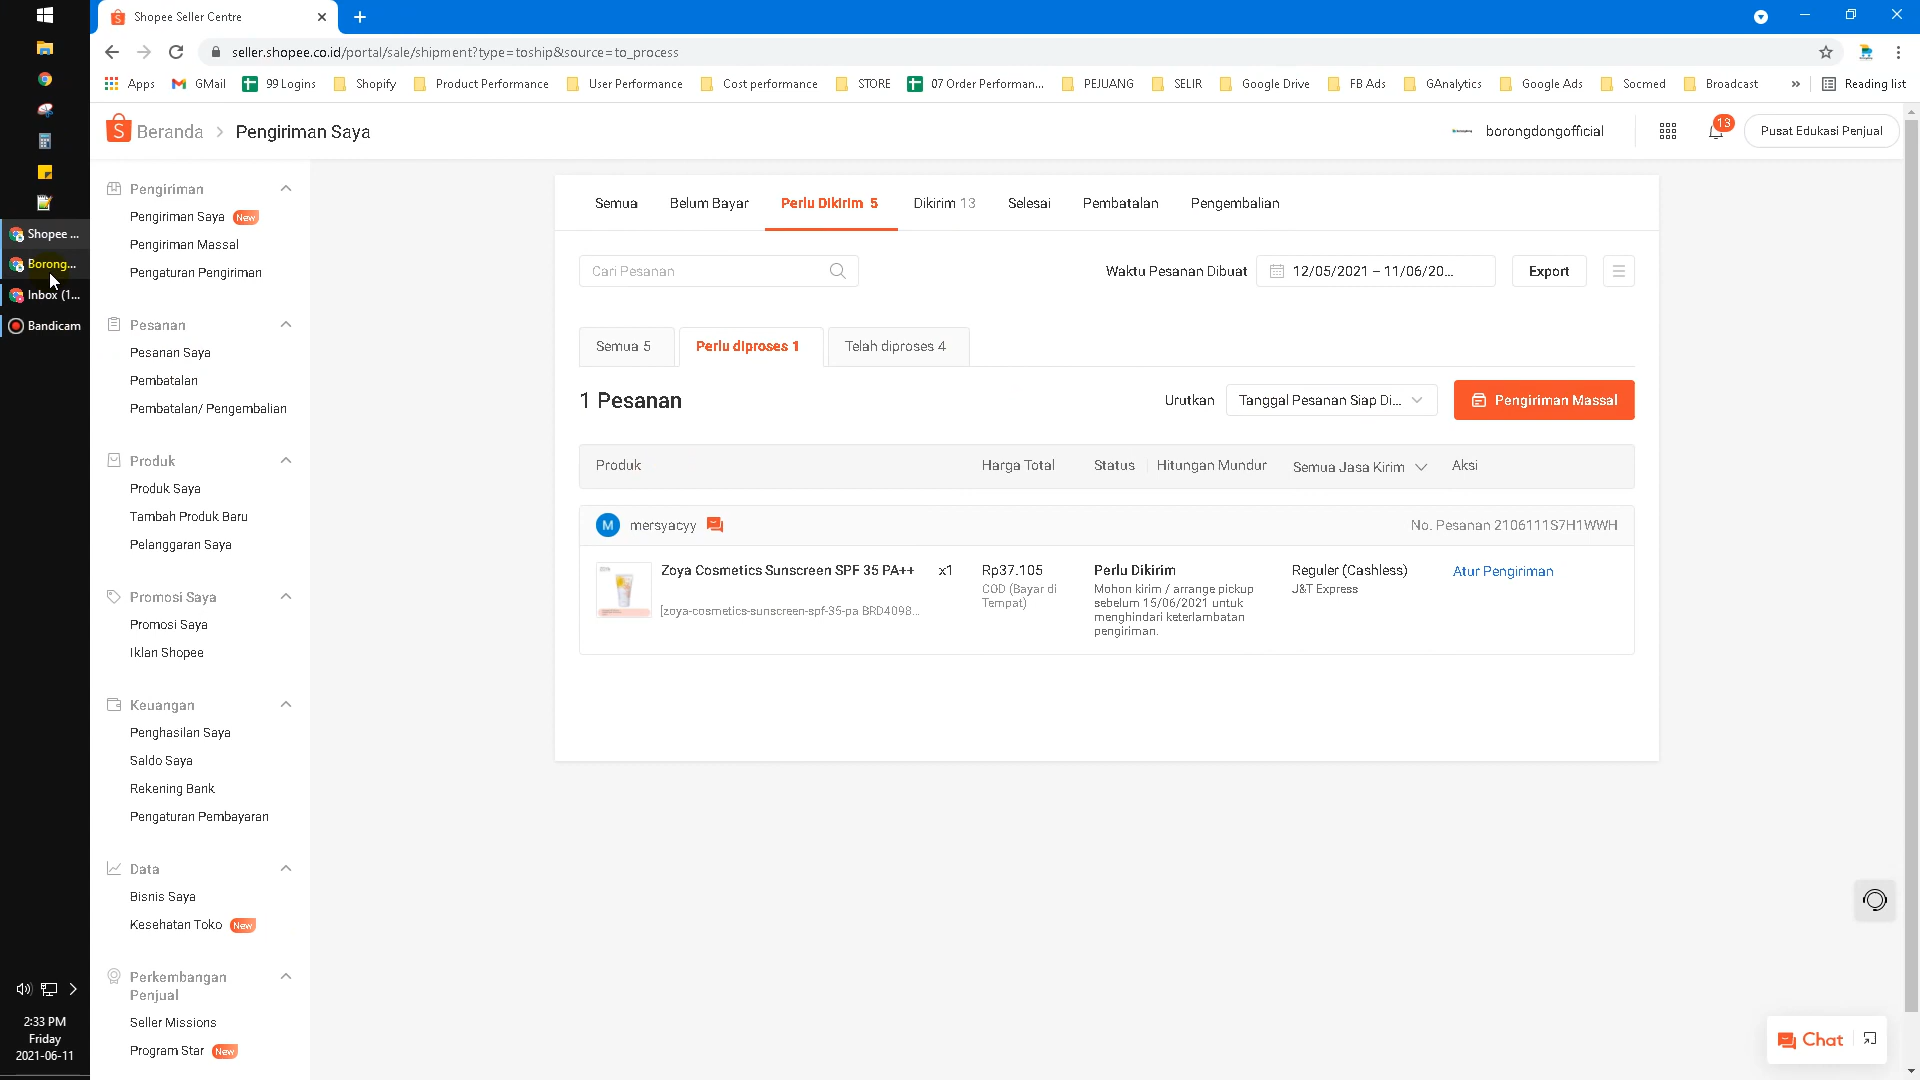 Shopee Seller Centre
seller.shopee.co.id/portal/sale/shipment?type=toship&source=to_process
Apps GMail 99 Logins Shopify Product Performance User Performance Cost performance STORE 07 Order Performan... PEJUANG SELIR Google Drive FB Ads GAnalytics Google Ads Socmed Broadcast » Reading list
Beranda > Pengiriman Saya
borongdongofficial
13
Pusat Edukasi Penjual
Shopee ...
Borong...
Inbox (1...
Bandicam
2:33 PM
Friday
2021-06-11
Pengiriman
Pengiriman Saya New
Pengiriman Massal
Pengaturan Pengiriman
Pesanan
Pesanan Saya
Pembatalan
Pembatalan/ Pengembalian
Produk
Produk Saya
Tambah Produk Baru
Pelanggaran Saya
Promosi Saya
Promosi Saya
Iklan Shopee
Keuangan
Penghasilan Saya
Saldo Saya
Rekening Bank
Pengaturan Pembayaran
Data
Bisnis Saya
Kesehatan Toko New
Perkembangan
Penjual
Seller Missions
Program Star New
Semua Belum Bayar Perlu Dikirim 5 Dikirim 13 Selesai Pembatalan Pengembalian
Cari Pesanan
Waktu Pesanan Dibuat 12/05/2021 – 11/06/20... Export
Semua 5 Perlu diproses 1 Telah diproses 4
1 Pesanan
Urutkan Tanggal Pesanan Siap Di... Pengiriman Massal
Produk Harga Total Status Hitungan Mundur Semua Jasa Kirim Aksi
M mersyacyy No. Pesanan 2106111S7H1WWH
Zoya Cosmetics Sunscreen SPF 35 PA++ x1
[zoya-cosmetics-sunscreen-spf-35-pa BRD4098...
Rp37.105
COD (Bayar di
Tempat)
Perlu Dikirim
Mohon kirim / arrange pickup
sebelum 15/06/2021 untuk
menghindari keterlambatan
pengiriman.
Reguler (Cashless)
J&T Express
Atur Pengiriman
Chat